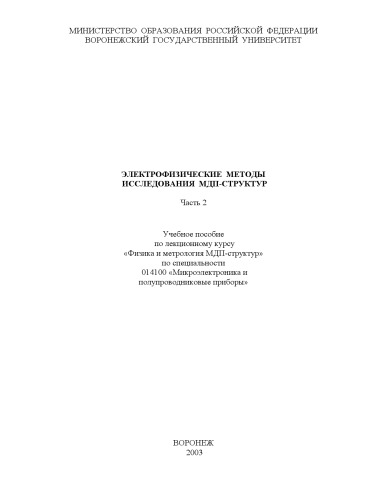 МИНИСТЕРСТВО ОБРАЗОВАНИЯ РОССИЙСКОЙ ФЕДЕРАЦИИ
ВОРОНЕЖСКИЙ ГОСУДАРСТВЕННЫЙ УНИВЕРСИТЕТ
ЭЛЕКТРОФИЗИЧЕСКИЕ МЕТОДЫ
ИССЛЕДОВАНИЯ МДП-СТРУКТУР
Часть 2
Учебное пособие
по лекционному курсу
«Физика и метрология МДП-структур»
по специальности
014100 «Микроэлектроника и
полупроводниковые приборы»
ВОРОНЕЖ
2003